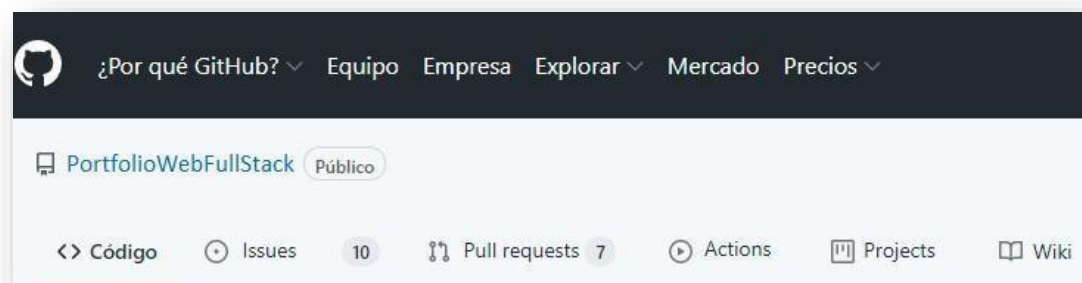 ¿Por qué GitHub? Equipo Empresa Explorar Mercado Precios
PortfolioWebFullStack Público
<> Código Issues 10 Pull requests 7 Actions Projects Wiki